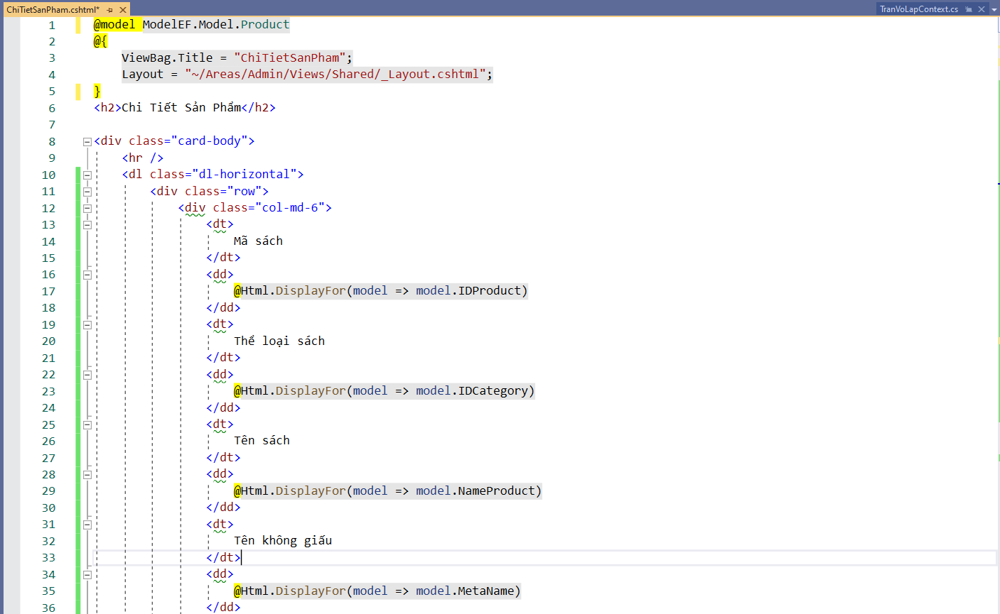 ChiTietSanPham.cshtml*
TranVoLapContext.cs
1 @model ModelEF.Model.Product
2 @{
3 ViewBag.Title = "ChiTietSanPham";
4 Layout = "~/Areas/Admin/Views/Shared/_Layout.cshtml";
5 }
6 <h2>Chi Tiết Sản Phẩm</h2>
7
8 <div class="card-body">
9 <hr />
10 <dl class="dl-horizontal">
11 <div class="row">
12 <div class="col-md-6">
13 <dt>
14 Mã sách
15 </dt>
16 <dd>
17 @Html.DisplayFor(model => model.IDProduct)
18 </dd>
19 <dt>
20 Thể loại sách
21 </dt>
22 <dd>
23 @Html.DisplayFor(model => model.IDCategory)
24 </dd>
25 <dt>
26 Tên sách
27 </dt>
28 <dd>
29 @Html.DisplayFor(model => model.NameProduct)
30 </dd>
31 <dt>
32 Tên không giấu
33 </dt>
34 <dd>
35 @Html.DisplayFor(model => model.MetaName)
36 </dd>